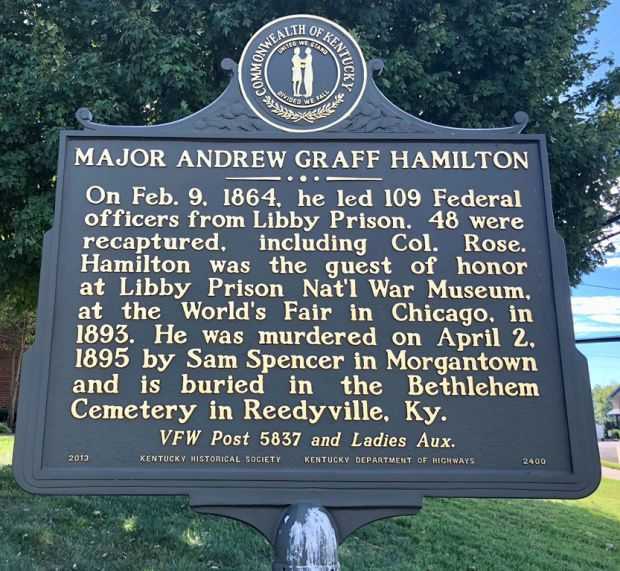 COMMONWEALTH OF KENTUCKY
UNITED WE STAND
DIVIDED WE FALL
MAJOR ANDREW GRAFF HAMILTON
On Feb. 9, 1864, he led 109 Federal
officers from Libby Prison. 48 were
recaptured, including Col. Rose.
Hamilton was the guest of honor
at Libby Prison Nat'l War Museum,
at the World's Fair in Chicago, in
1893. He was murdered on April 2,
1895 by Sam Spencer in Morgantown
and is buried in the Bethlehem
Cemetery in Reedyville, Ky.
VFW Post 5837 and Ladies Aux.
2013 KENTUCKY HISTORICAL SOCIETY KENTUCKY DEPARTMENT OF HIGHWAYS 2400